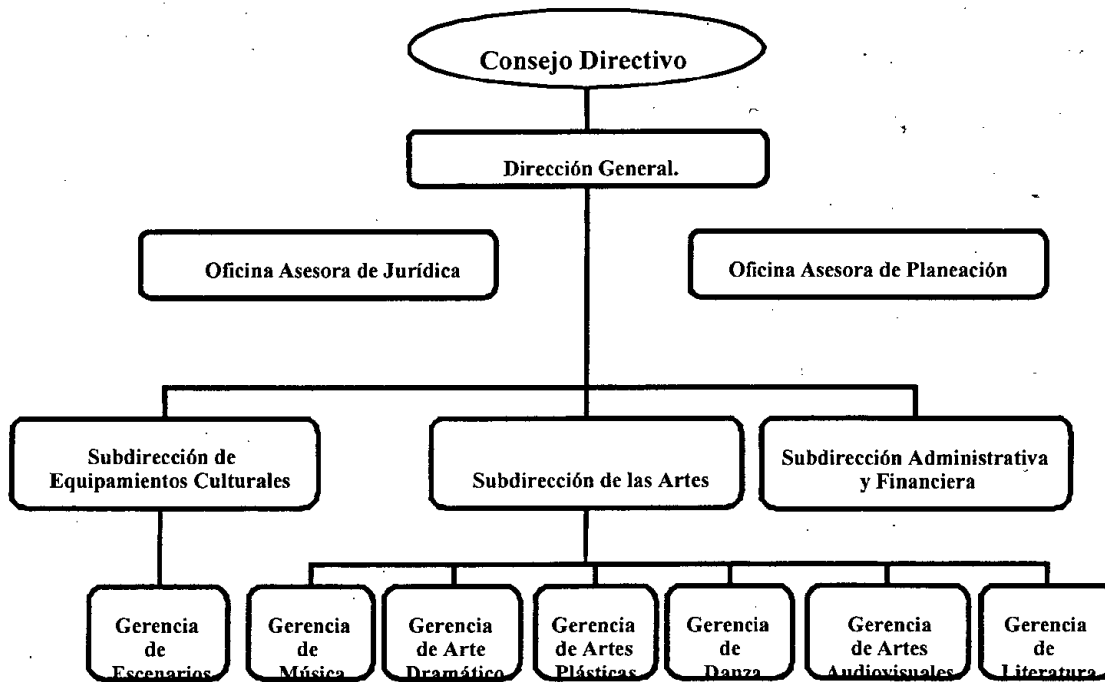 Consejo Directivo
Dirección General.
Oficina Asesora de Jurídica
Oficina Asesora de Planeación
Subdirección de
Equipamientos Culturales
Subdirección de las Artes
Subdirección Administrativa
y Financiera
Gerencia
de
Escenarios
Gerencia
de
Música
Gerencia
de Arte
Dramático
Gerencia
de Artes
Plásticas
Gerencia
de
Danza
Gerencia
de Artes
Audiovisuales
Gerencia
de
Literatura